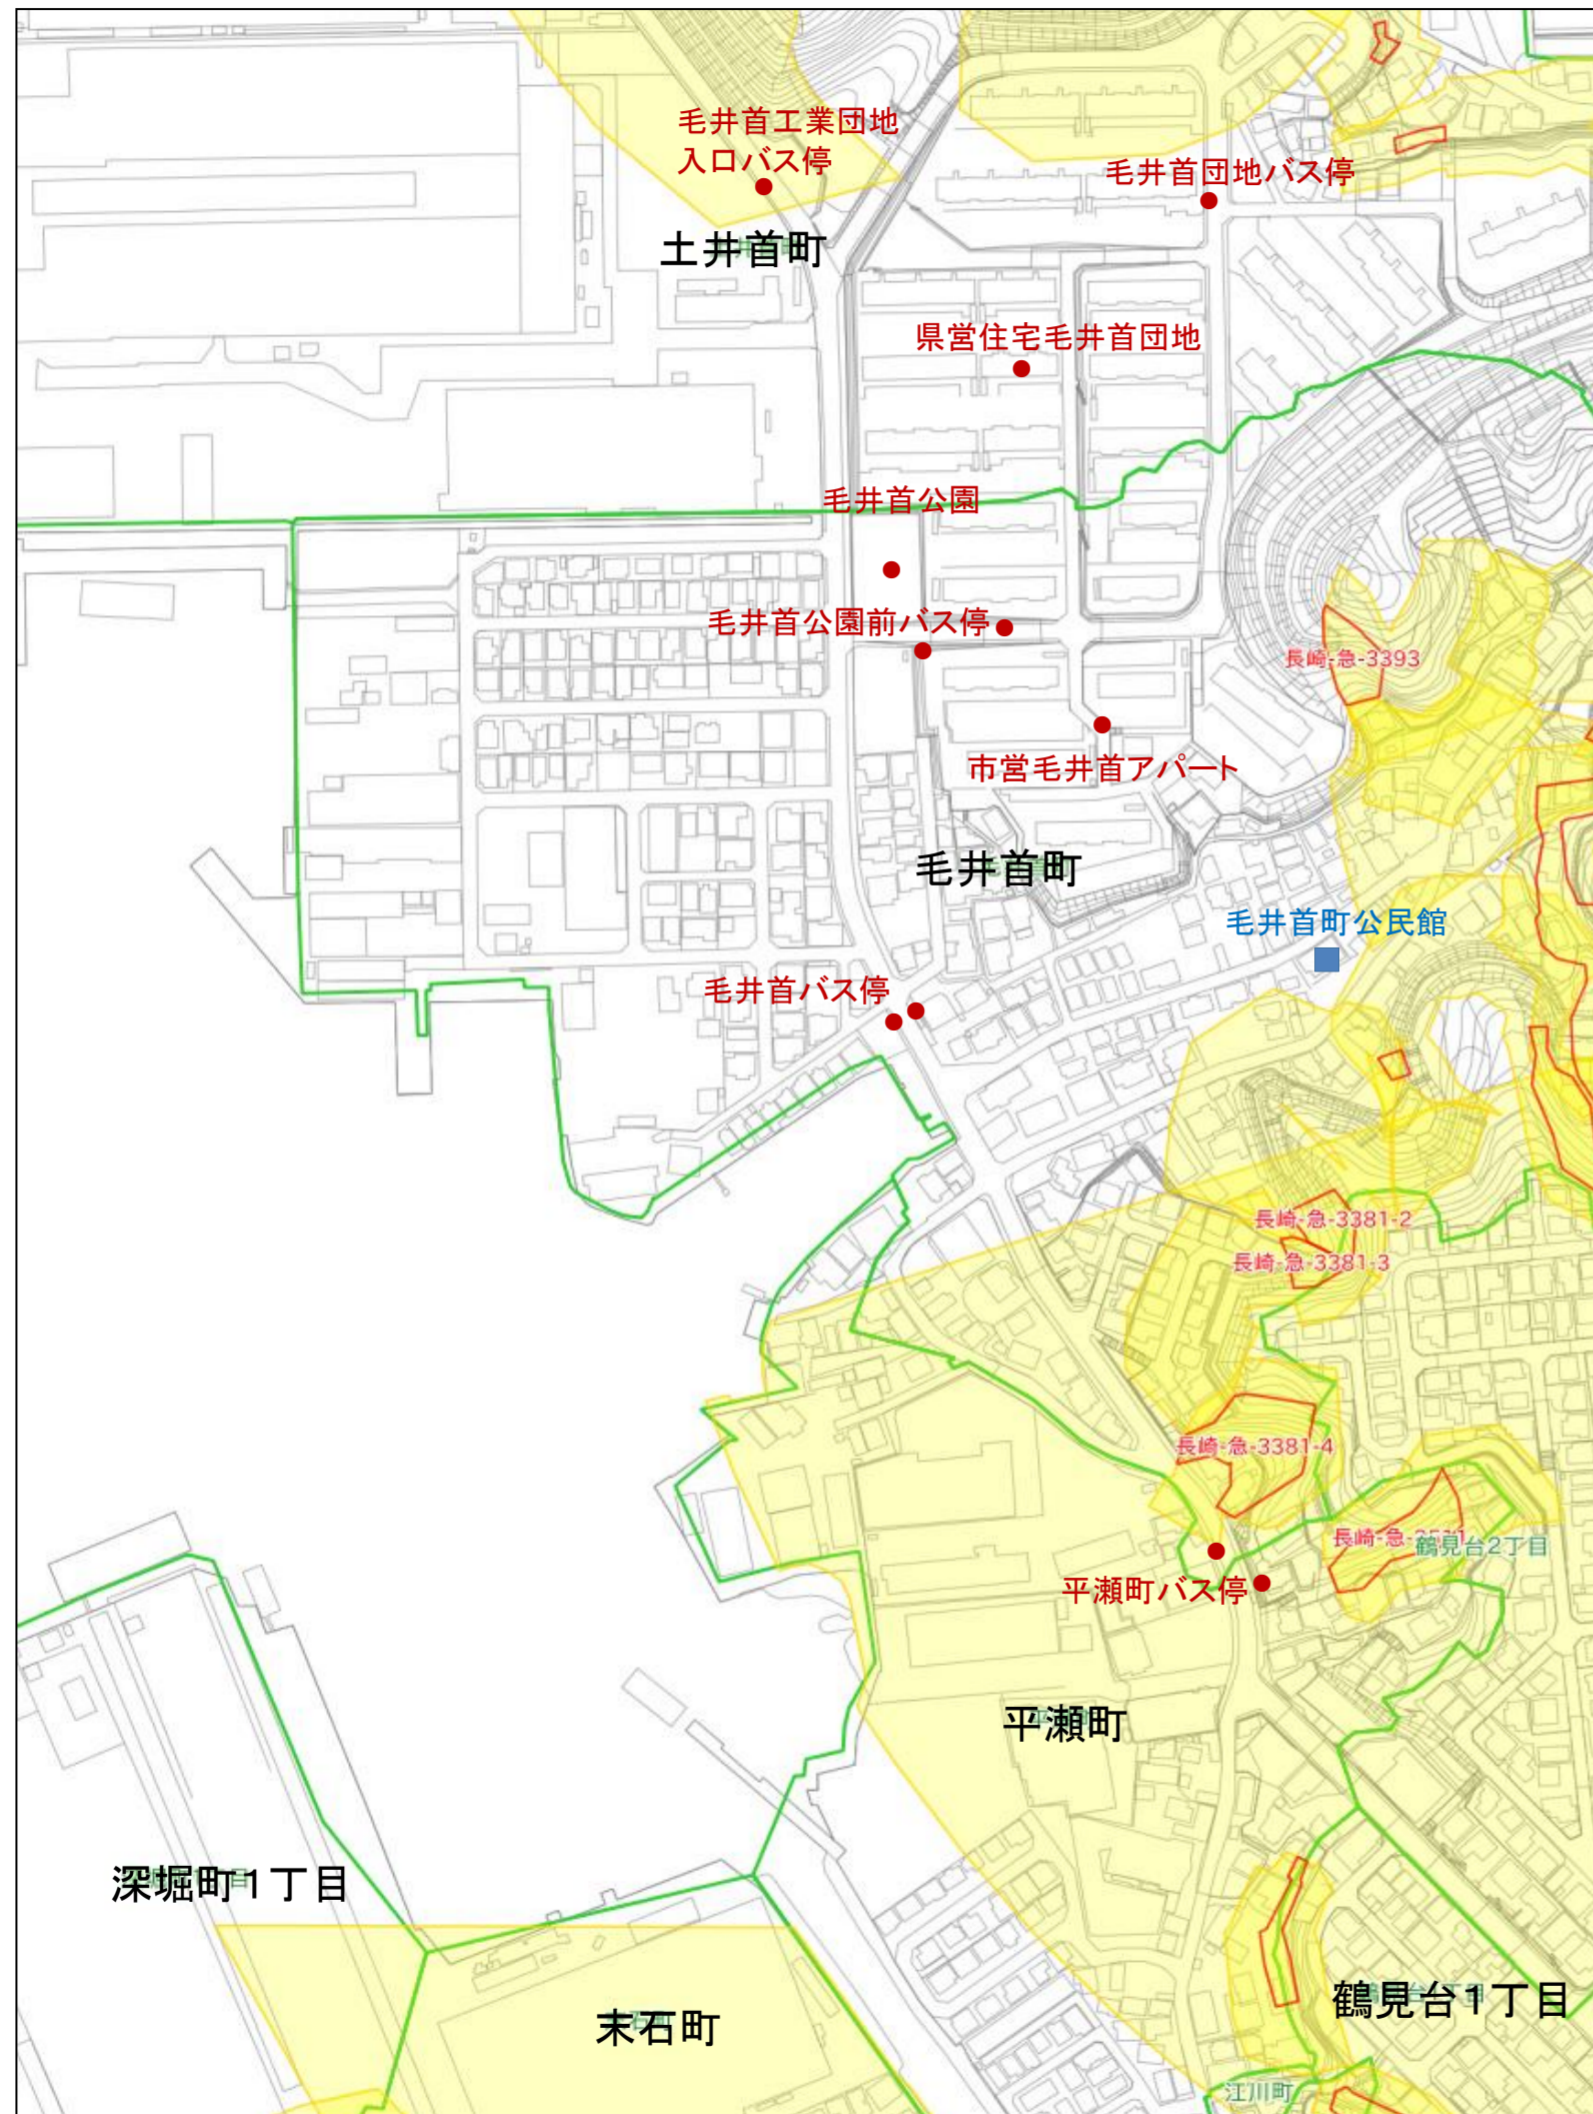 毛井首工業団地
入口バス停
毛井首団地バス停
土井首町
県営住宅毛井首団地
毛井首公園
毛井首公園前バス停
長崎-急-3393
市営毛井首アパート
毛井首町
毛井首町公民館
毛井首バス停
長崎-急-3381-2
長崎-急-3381-3
長崎-急-3381-4
長崎-急-
鶴見台2丁目
平瀬町バス停
平瀬町
深堀町1丁目
鶴見台1丁目
末石町
江川町